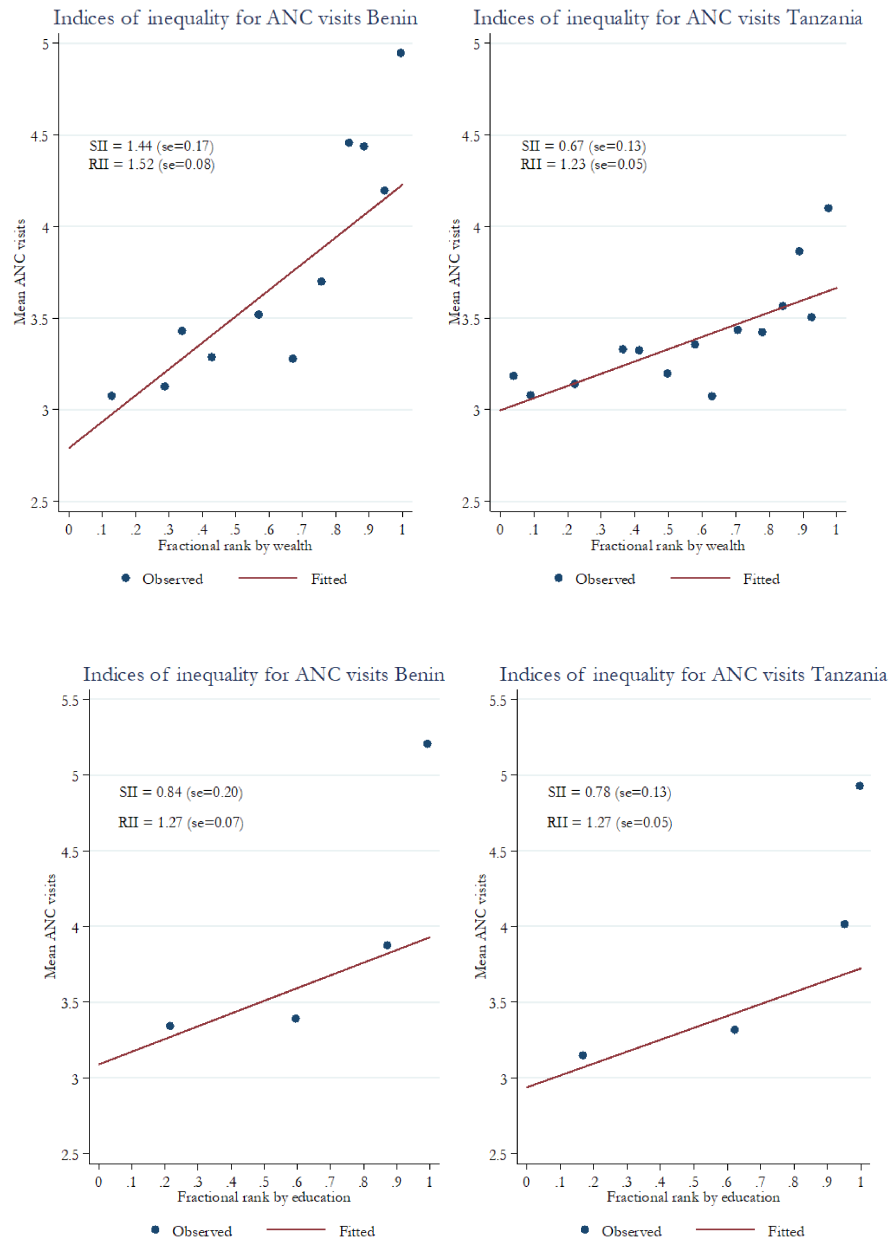 Indices of inequality for ANC visits Benin
5
4.5
4
3.5
3
2.5
Mean ANC visits
SII = 1.44 (se=0.17)
RII = 1.52 (se=0.08)
0 .1 .2 .3 .4 .5 .6 .7 .8 .9 1
Fractional rank by wealth
Observed Fitted
Indices of inequality for ANC visits Tanzania
5
4.5
4
3.5
3
2.5
Mean ANC visits
SII = 0.67 (se=0.13)
RII = 1.23 (se=0.05)
0 .1 .2 .3 .4 .5 .6 .7 .8 .9 1
Fractional rank by wealth
Observed Fitted
Indices of inequality for ANC visits Benin
5.5
5
4.5
4
3.5
3
2.5
Mean ANC visits
SII = 0.84 (se=0.20)
RII = 1.27 (se=0.07)
0 .1 .2 .3 .4 .5 .6 .7 .8 .9 1
Fractional rank by education
Observed Fitted
Indices of inequality for ANC visits Tanzania
5.5
5
4.5
4
3.5
3
2.5
Mean ANC visits
SII = 0.78 (se=0.13)
RII = 1.27 (se=0.05)
0 .1 .2 .3 .4 .5 .6 .7 .8 .9 1
Fractional rank by education
Observed Fitted